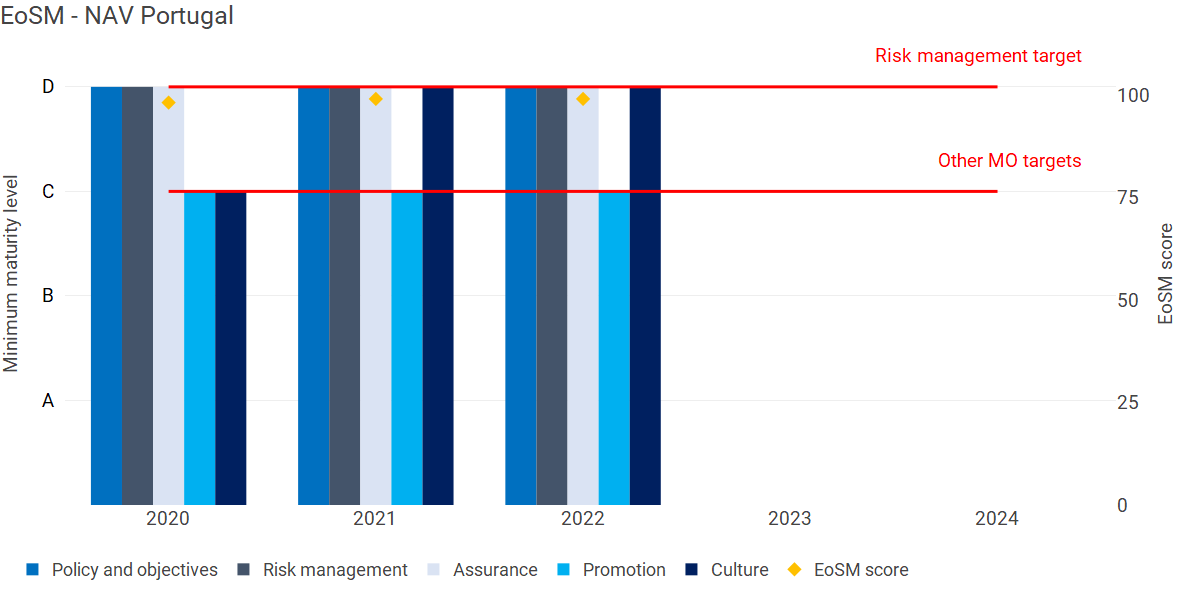 EoSM - NAV Portugal
Risk management target
Other MO targets
Minimum maturity level
D
C
B
A
100
75
50
25
0
EoSM score
2020 2021 2022 2023 2024
Policy and objectives Risk management Assurance Promotion Culture EoSM score